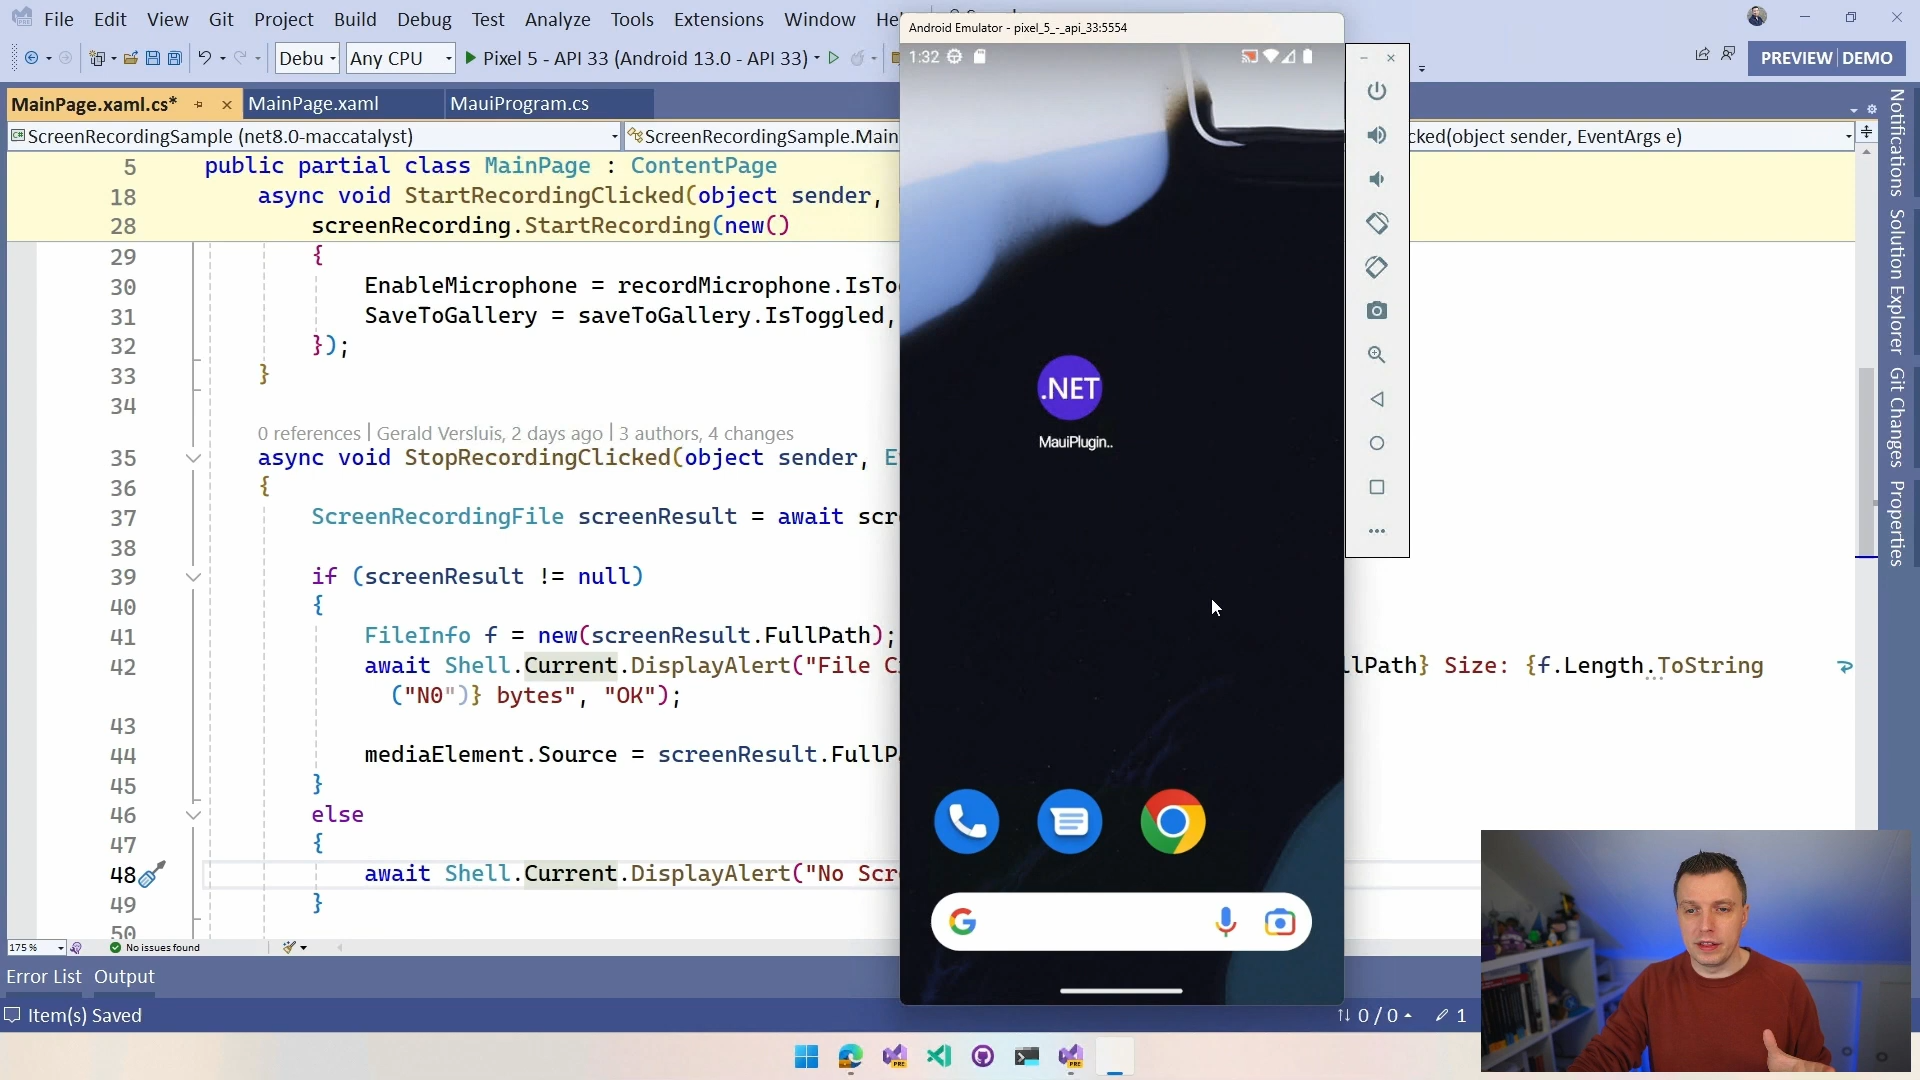 File Edit View Git Project Build Debug Test Analyze Tools Extensions Window
Android Emulator - pixel_5_-_api_33:5554
Debu
Any CPU
Pixel 5 - API 33 (Android 13.0 - API 33)
1:32
PREVIEW DEMO
MainPage.xaml.cs*
MainPage.xaml
MauiProgram.cs
ScreenRecordingSample (net8.0-maccatalyst)
ScreenRecordingSample.Main
cked(object sender, EventArgs e)
5 public partial class MainPage : ContentPage
18 async void StartRecordingClicked(object sender,
28 screenRecording.StartRecording(new()
29 {
30 EnableMicrophone = recordMicrophone.IsTo
31 SaveToGallery = saveToGallery.IsToggled,
32 });
33 }
34
0 references | Gerald Versluis, 2 days ago | 3 authors, 4 changes
35 async void StopRecordingClicked(object sender, E
36 {
37 ScreenRecordingFile screenResult = await scr
38
39 if (screenResult != null)
40 {
41 FileInfo f = new(screenResult.FullPath);
42 await Shell.Current.DisplayAlert("File C
llPath} Size: {f.Length.ToString
("N0")} bytes", "OK");
43
44 mediaElement.Source = screenResult.FullP
45 }
46 else
47 {
48 await Shell.Current.DisplayAlert("No Scr
49 }
50
.NET
MauiPlugin..
Notifications
Solution Explorer
Git Changes
Properties
175 %
No issues found
Error List Output
Item(s) Saved
0 / 0
1
PRE
PRE